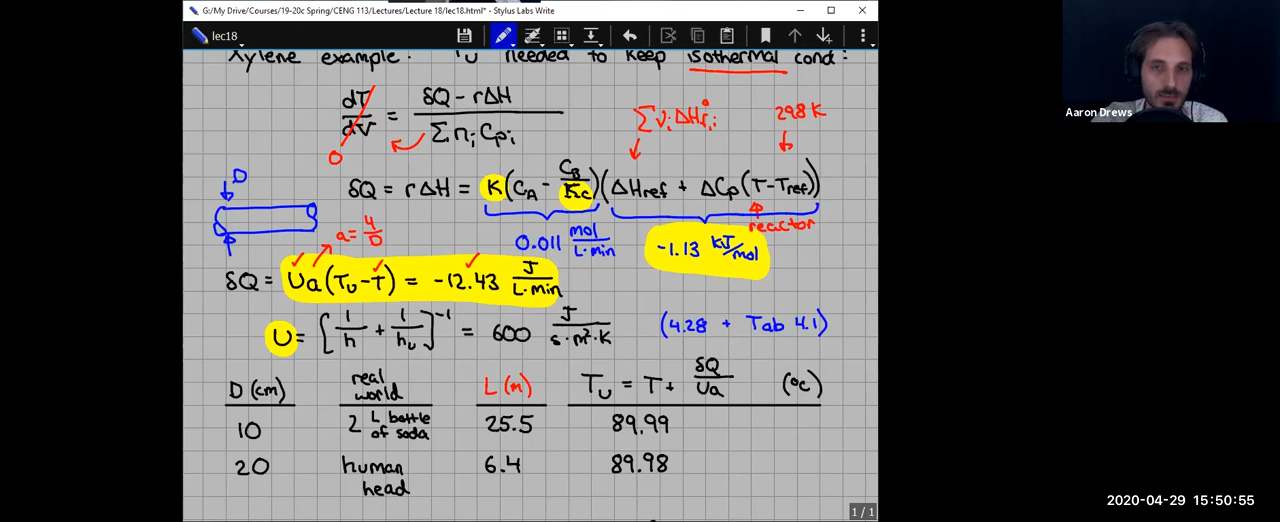 G:/My Drive/Courses/19-20c Spring/CENG 113/Lectures/Lecture 18/lec18.html* - Stylus Labs Write
lec18
Xylene example: Tu needed to keep isothermal cond:
dT/dV = (δQ - rΔH) / (Σ nᵢ Cpᵢ)
0
Σ νᵢ ΔH°f,i
298 K
δQ = rΔH = K(C_A - C_B/Kc)(ΔHref + ΔCp(T-Tref))
D
a = 4/D
0.011 mol/L·min
-1.13 kJ/mol
reactor
δQ = Ua(Tu-T) = -12.43 J/L·min
U = [1/h + 1/hu]⁻¹ = 600 J/s·m²·K (4.28 + Tab 4.1)
D (cm) real world L (m) Tu = T + δQ/Ua (°C)
10 2 L bottle of soda 25.5 89.99
20 human head 6.4 89.98
1 / 1
Aaron Drews
2020-04-29 15:50:55